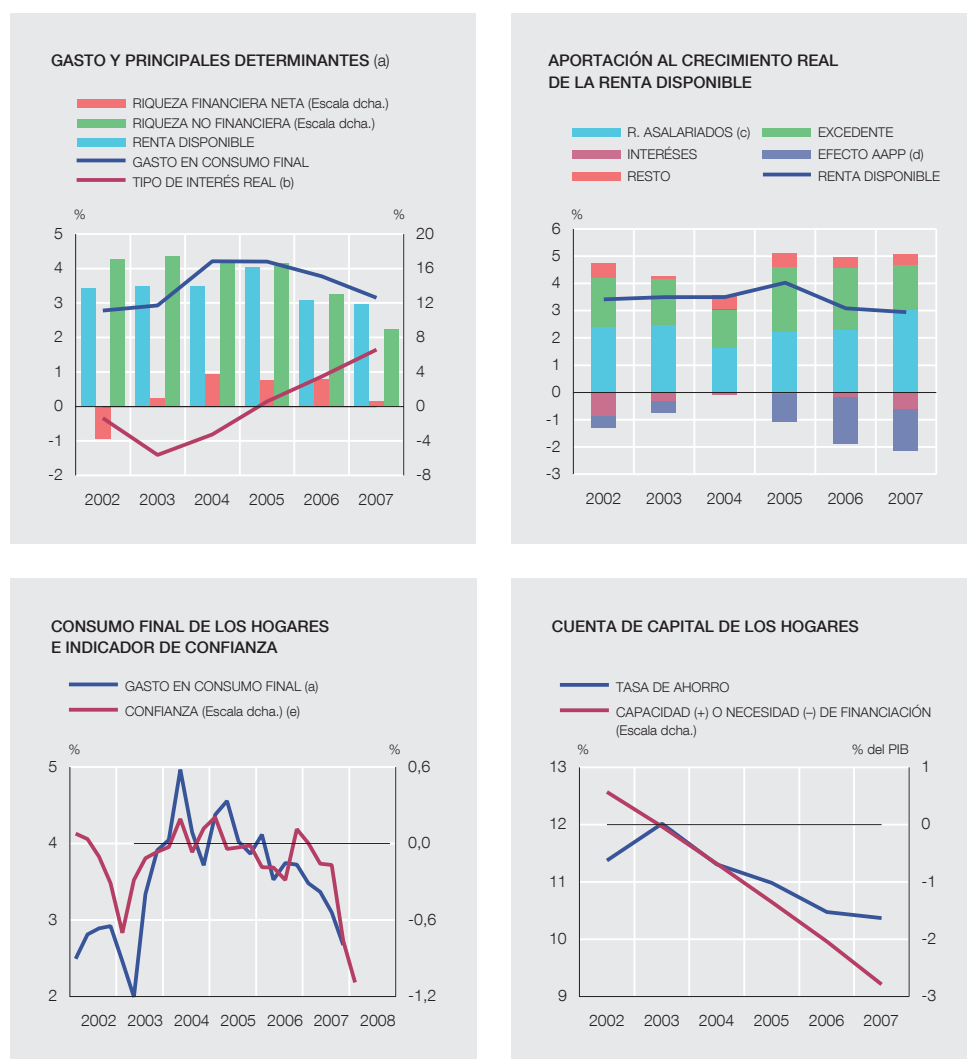 GASTO Y PRINCIPALES DETERMINANTES (a)
RIQUEZA FINANCIERA NETA (Escala dcha.)
RIQUEZA NO FINANCIERA (Escala dcha.)
RENTA DISPONIBLE
GASTO EN CONSUMO FINAL
TIPO DE INTERÉS REAL (b)
% %
5 20
4 16
3 12
2 8
1 4
0 0
-1 -4
-2 -8
2002 2003 2004 2005 2006 2007
APORTACIÓN AL CRECIMIENTO REAL
DE LA RENTA DISPONIBLE
R. ASALARIADOS (c) EXCEDENTE
INTERÉSES EFECTO AAPP (d)
RESTO RENTA DISPONIBLE
%
6
5
4
3
2
1
0
-1
-2
-3
2002 2003 2004 2005 2006 2007
CONSUMO FINAL DE LOS HOGARES
E INDICADOR DE CONFIANZA
GASTO EN CONSUMO FINAL (a)
CONFIANZA (Escala dcha.) (e)
% %
5 0,6
4 0,0
3 -0,6
2 -1,2
2002 2003 2004 2005 2006 2007 2008
CUENTA DE CAPITAL DE LOS HOGARES
TASA DE AHORRO
CAPACIDAD (+) O NECESIDAD (–) DE FINANCIACIÓN
(Escala dcha.)
% % del PIB
13 1
12 0
11 -1
10 -2
9 -3
2002 2003 2004 2005 2006 2007